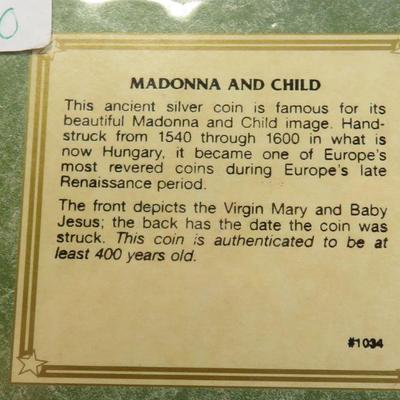 0
MADONNA AND CHILD
This ancient silver coin is famous for its
beautiful Madonna and Child image. Hand-
struck from 1540 through 1600 in what is
now Hungary, it became one of Europe's
most revered coins during Europe's late
Renaissance period.
The front depicts the Virgin Mary and Baby
Jesus; the back has the date the coin was
struck. This coin is authenticated to be at
least 400 years old.
#1034